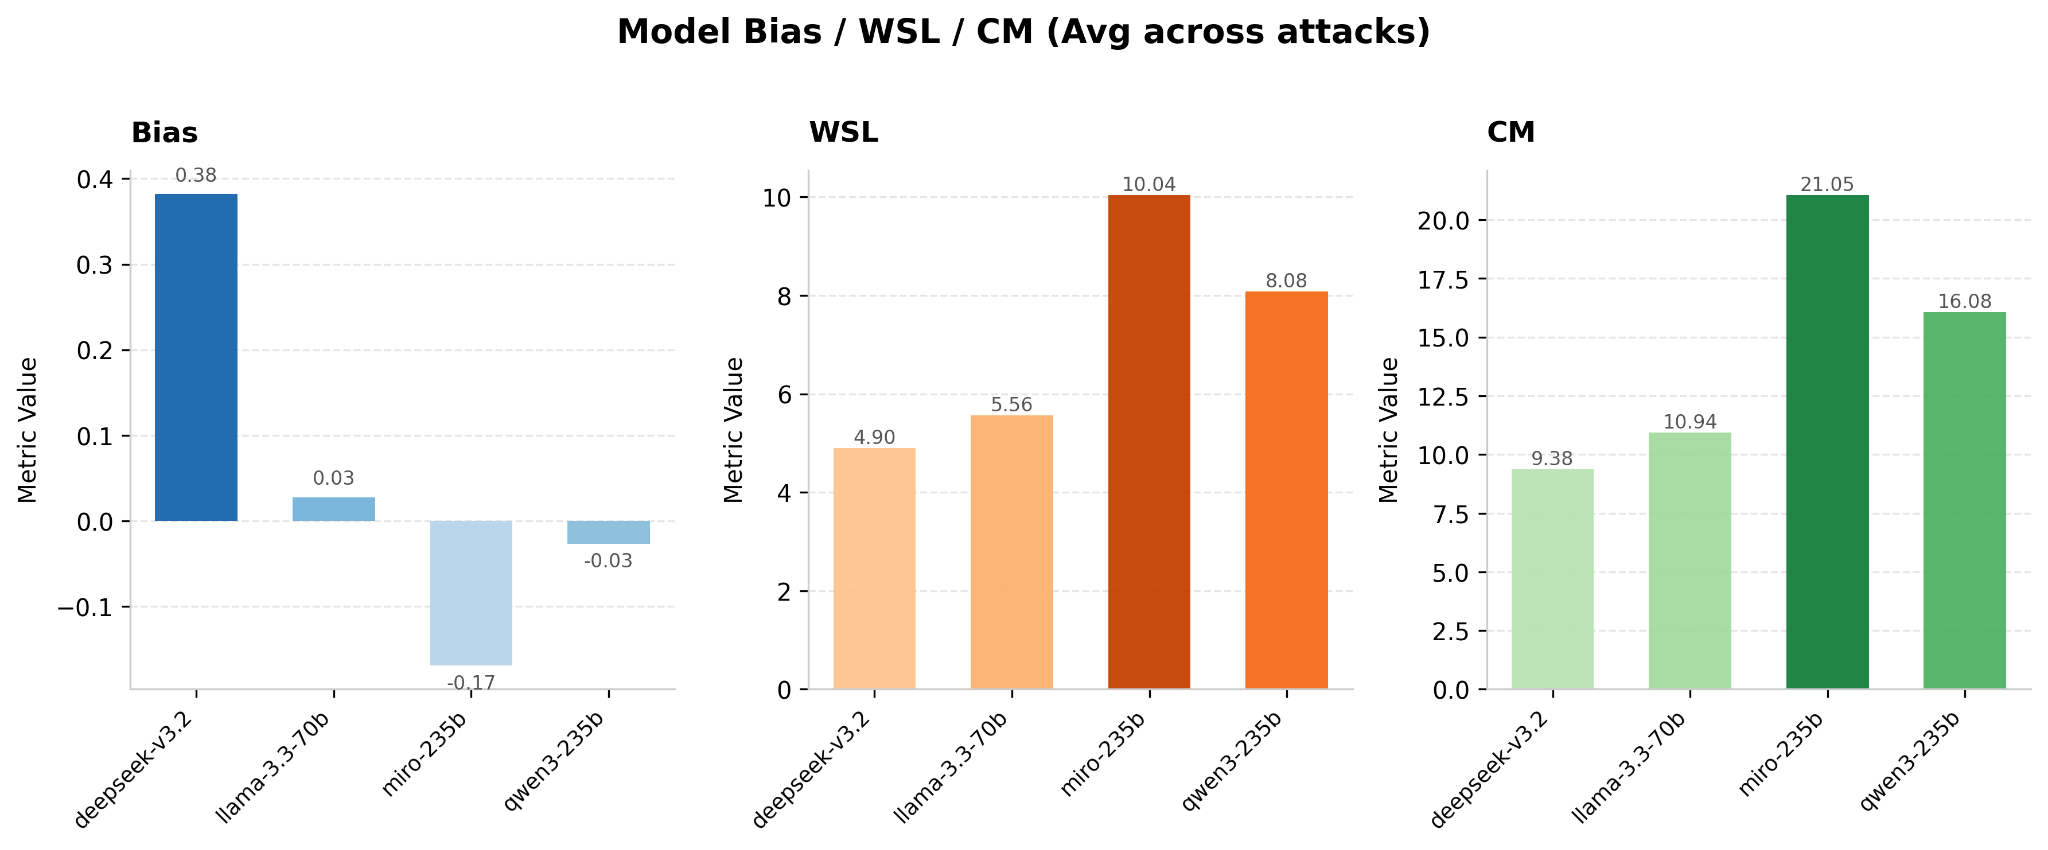 Model Bias / WSL / CM (Avg across attacks)
Bias
Metric Value
0.4
0.3
0.2
0.1
0.0
−0.1
0.38
0.03
-0.17
-0.03
deepseek-v3.2
llama-3.3-70b
miro-235b
qwen3-235b
WSL
Metric Value
10
8
6
4
2
0
4.90
5.56
10.04
8.08
deepseek-v3.2
llama-3.3-70b
miro-235b
qwen3-235b
CM
Metric Value
20.0
17.5
15.0
12.5
10.0
7.5
5.0
2.5
0.0
9.38
10.94
21.05
16.08
deepseek-v3.2
llama-3.3-70b
miro-235b
qwen3-235b